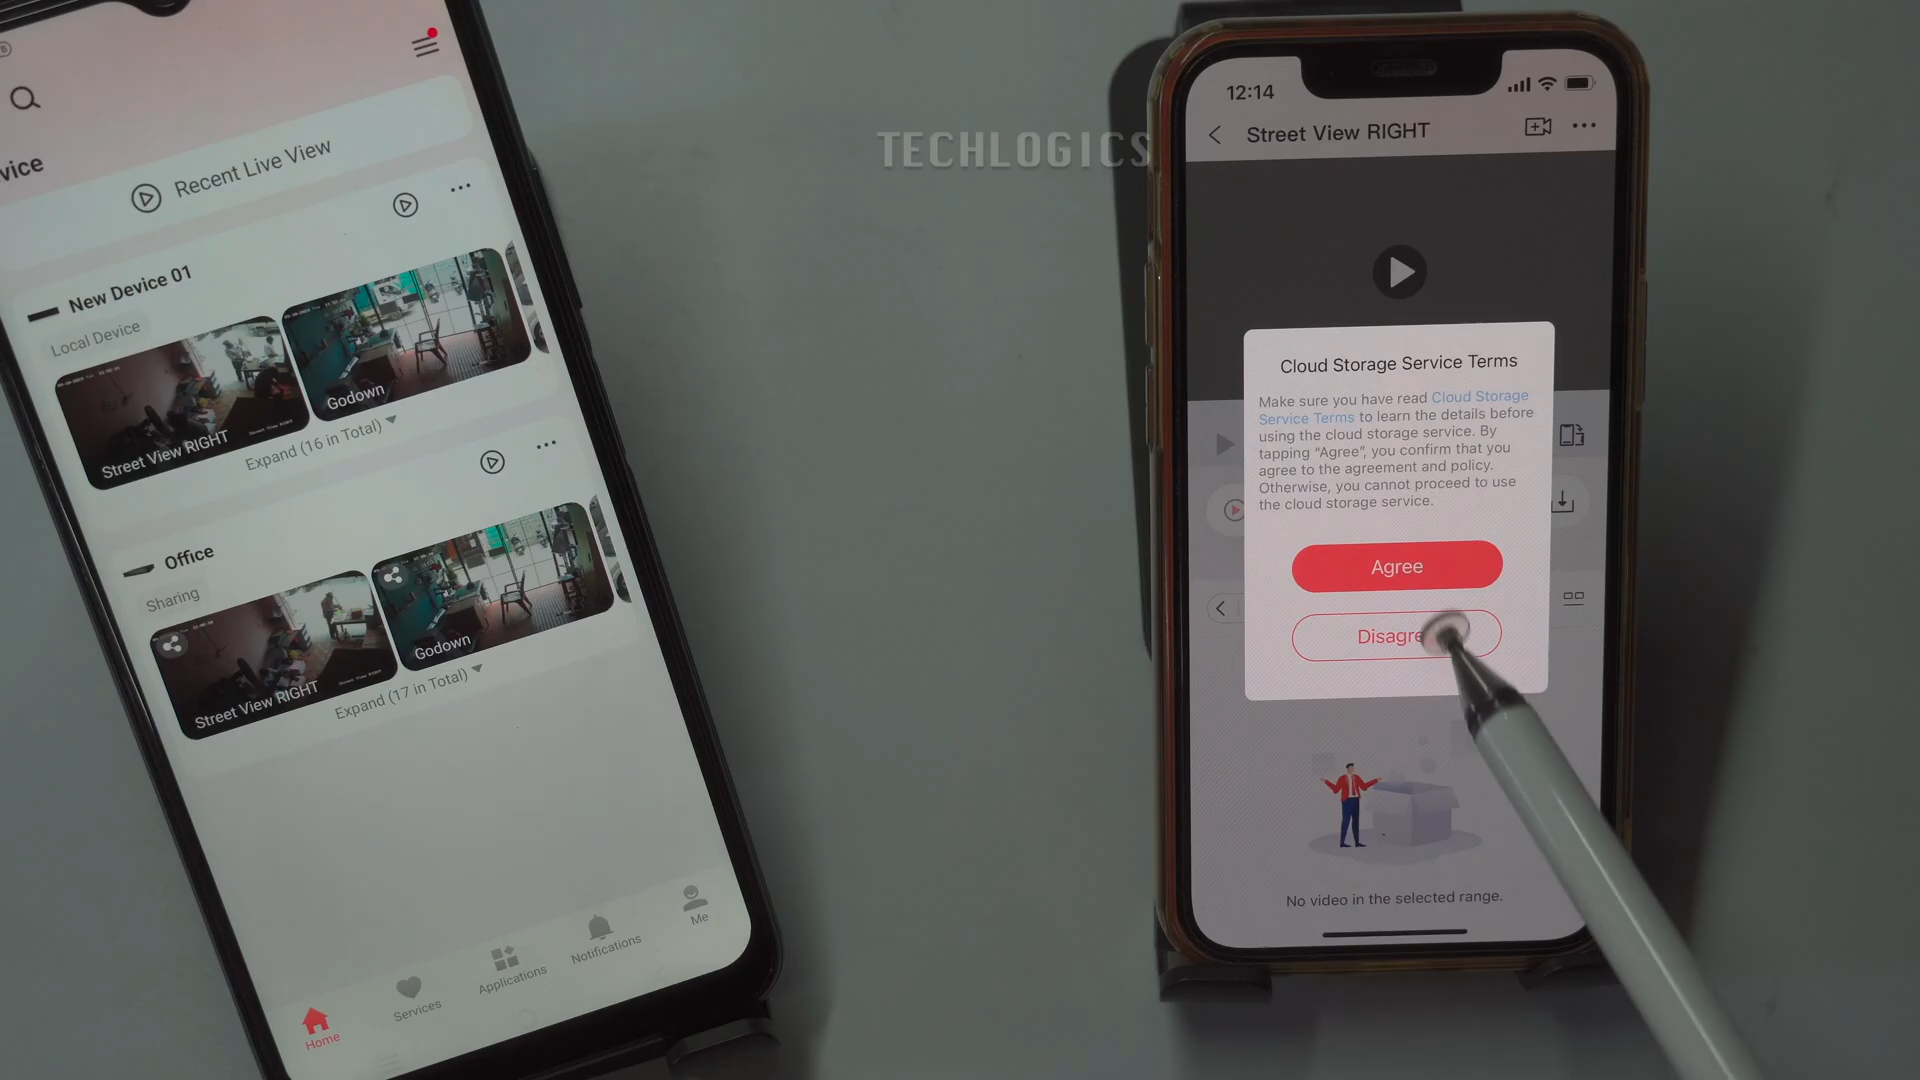 vice
Recent Live View
New Device 01
Local Device
Street View RIGHT
Godown
Expand (16 in Total)
Office
Sharing
Street View RIGHT
Godown
Expand (17 in Total)
Home
Services
Applications
Notifications
Me
TECHLOGICS
12:14
Street View RIGHT
Cloud Storage Service Terms
Make sure you have read Cloud Storage
Service Terms to learn the details before
using the cloud storage service. By
tapping “Agree”, you confirm that you
agree to the agreement and policy.
Otherwise, you cannot proceed to use
the cloud storage service.
Agree
Disagre
No video in the selected range.